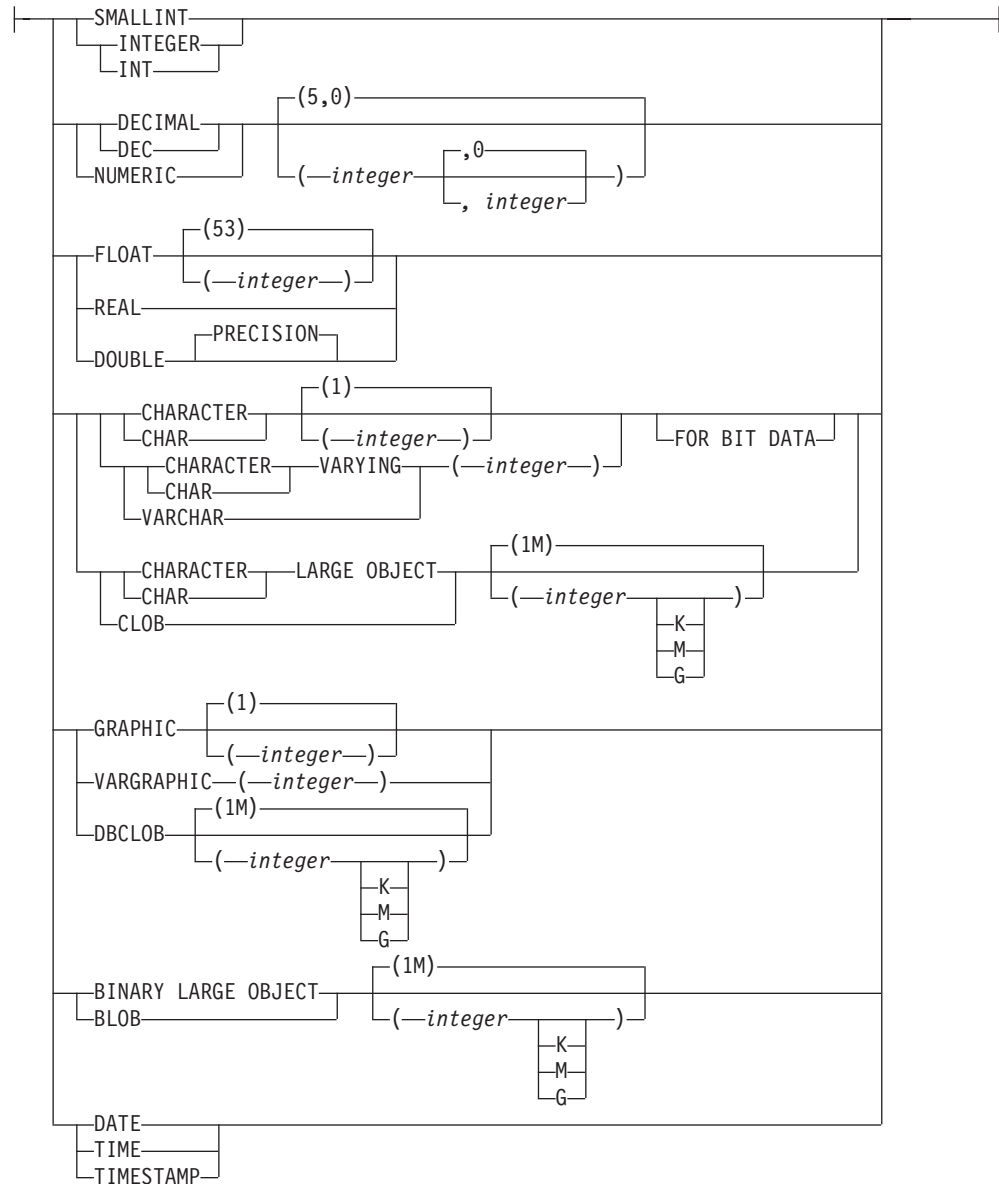 SMALLINT
INTEGER
INT
(5,0)
DECIMAL
DEC
,0
NUMERIC
( integer )
, integer
(53)
FLOAT
( integer )
REAL
PRECISION
DOUBLE
(1)
CHARACTER
CHAR
( integer )
FOR BIT DATA
CHARACTER VARYING ( integer )
CHAR
VARCHAR
(1M)
CHARACTER LARGE OBJECT
CHAR
( integer )
CLOB
K
M
G
(1)
GRAPHIC
( integer )
VARGRAPHIC ( integer )
(1M)
DBCLOB
( integer )
K
M
G
(1M)
BINARY LARGE OBJECT
BLOB
( integer )
K
M
G
DATE
TIME
TIMESTAMP